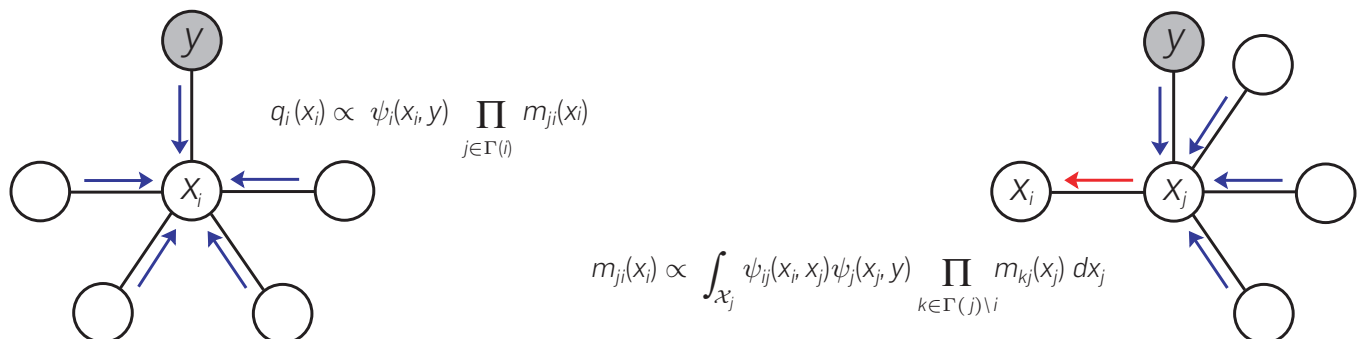 y
q_i(x_i) ∝ ψ_i(x_i, y) ∏_{j∈Γ(i)} m_{ji}(x_i)
X_i
y
X_i
X_j
m_{ji}(x_i) ∝ ∫_{𝒳_j} ψ_{ij}(x_i, x_j)ψ_j(x_j, y) ∏_{k∈Γ(j)\i} m_{kj}(x_j) dx_j